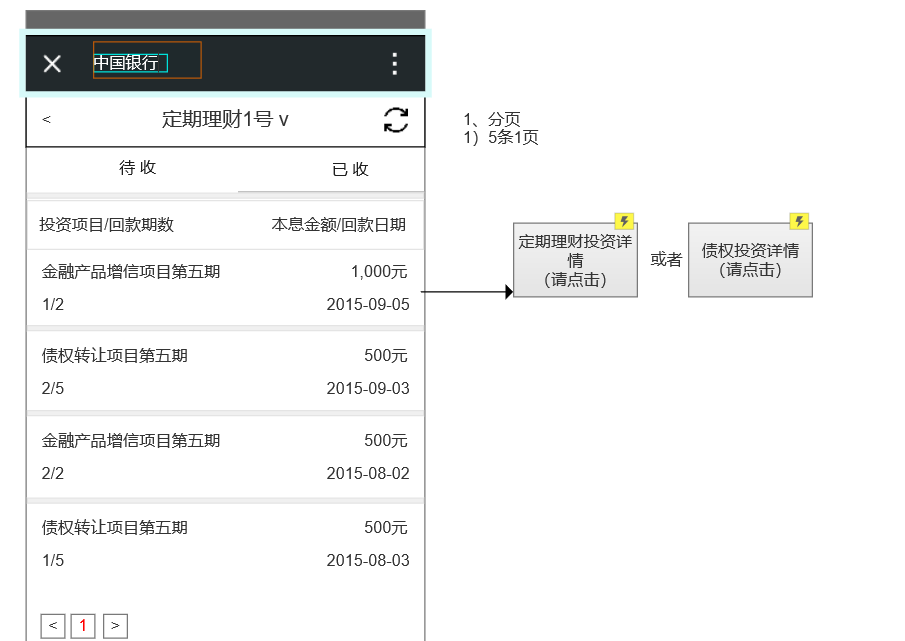 中国银行
< 定期理财1号 v
待 收 已 收
投资项目/回款期数 本息金额/回款日期
金融产品增信项目第五期 1,000元
1/2 2015-09-05
债权转让项目第五期 500元
2/5 2015-09-03
金融产品增信项目第五期 500元
2/2 2015-08-02
债权转让项目第五期 500元
1/5 2015-08-03
< 1 >
1、分页
1）5条1页
定期理财投资详
情
（请点击）
或者
债权投资详情
（请点击）